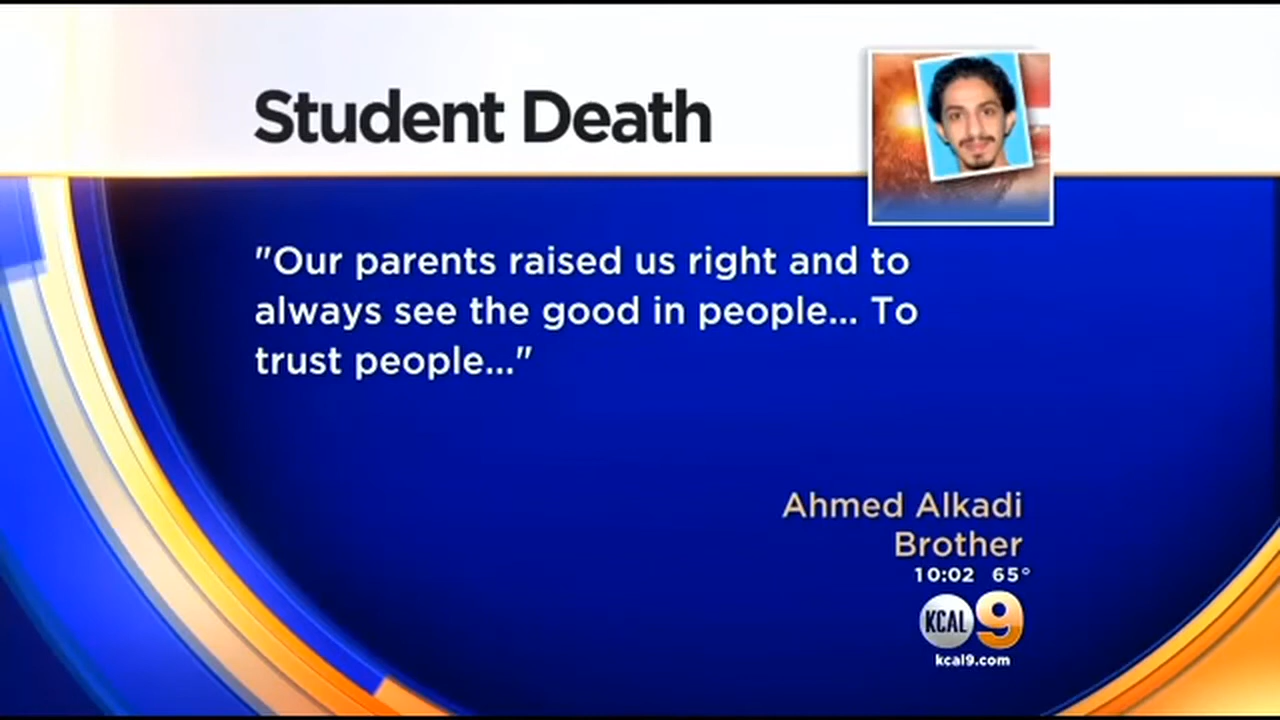 Student Death
"Our parents raised us right and to
always see the good in people... To
trust people..."
Ahmed Alkadi
Brother
10:02 65°
KCAL 9
kcal9.com